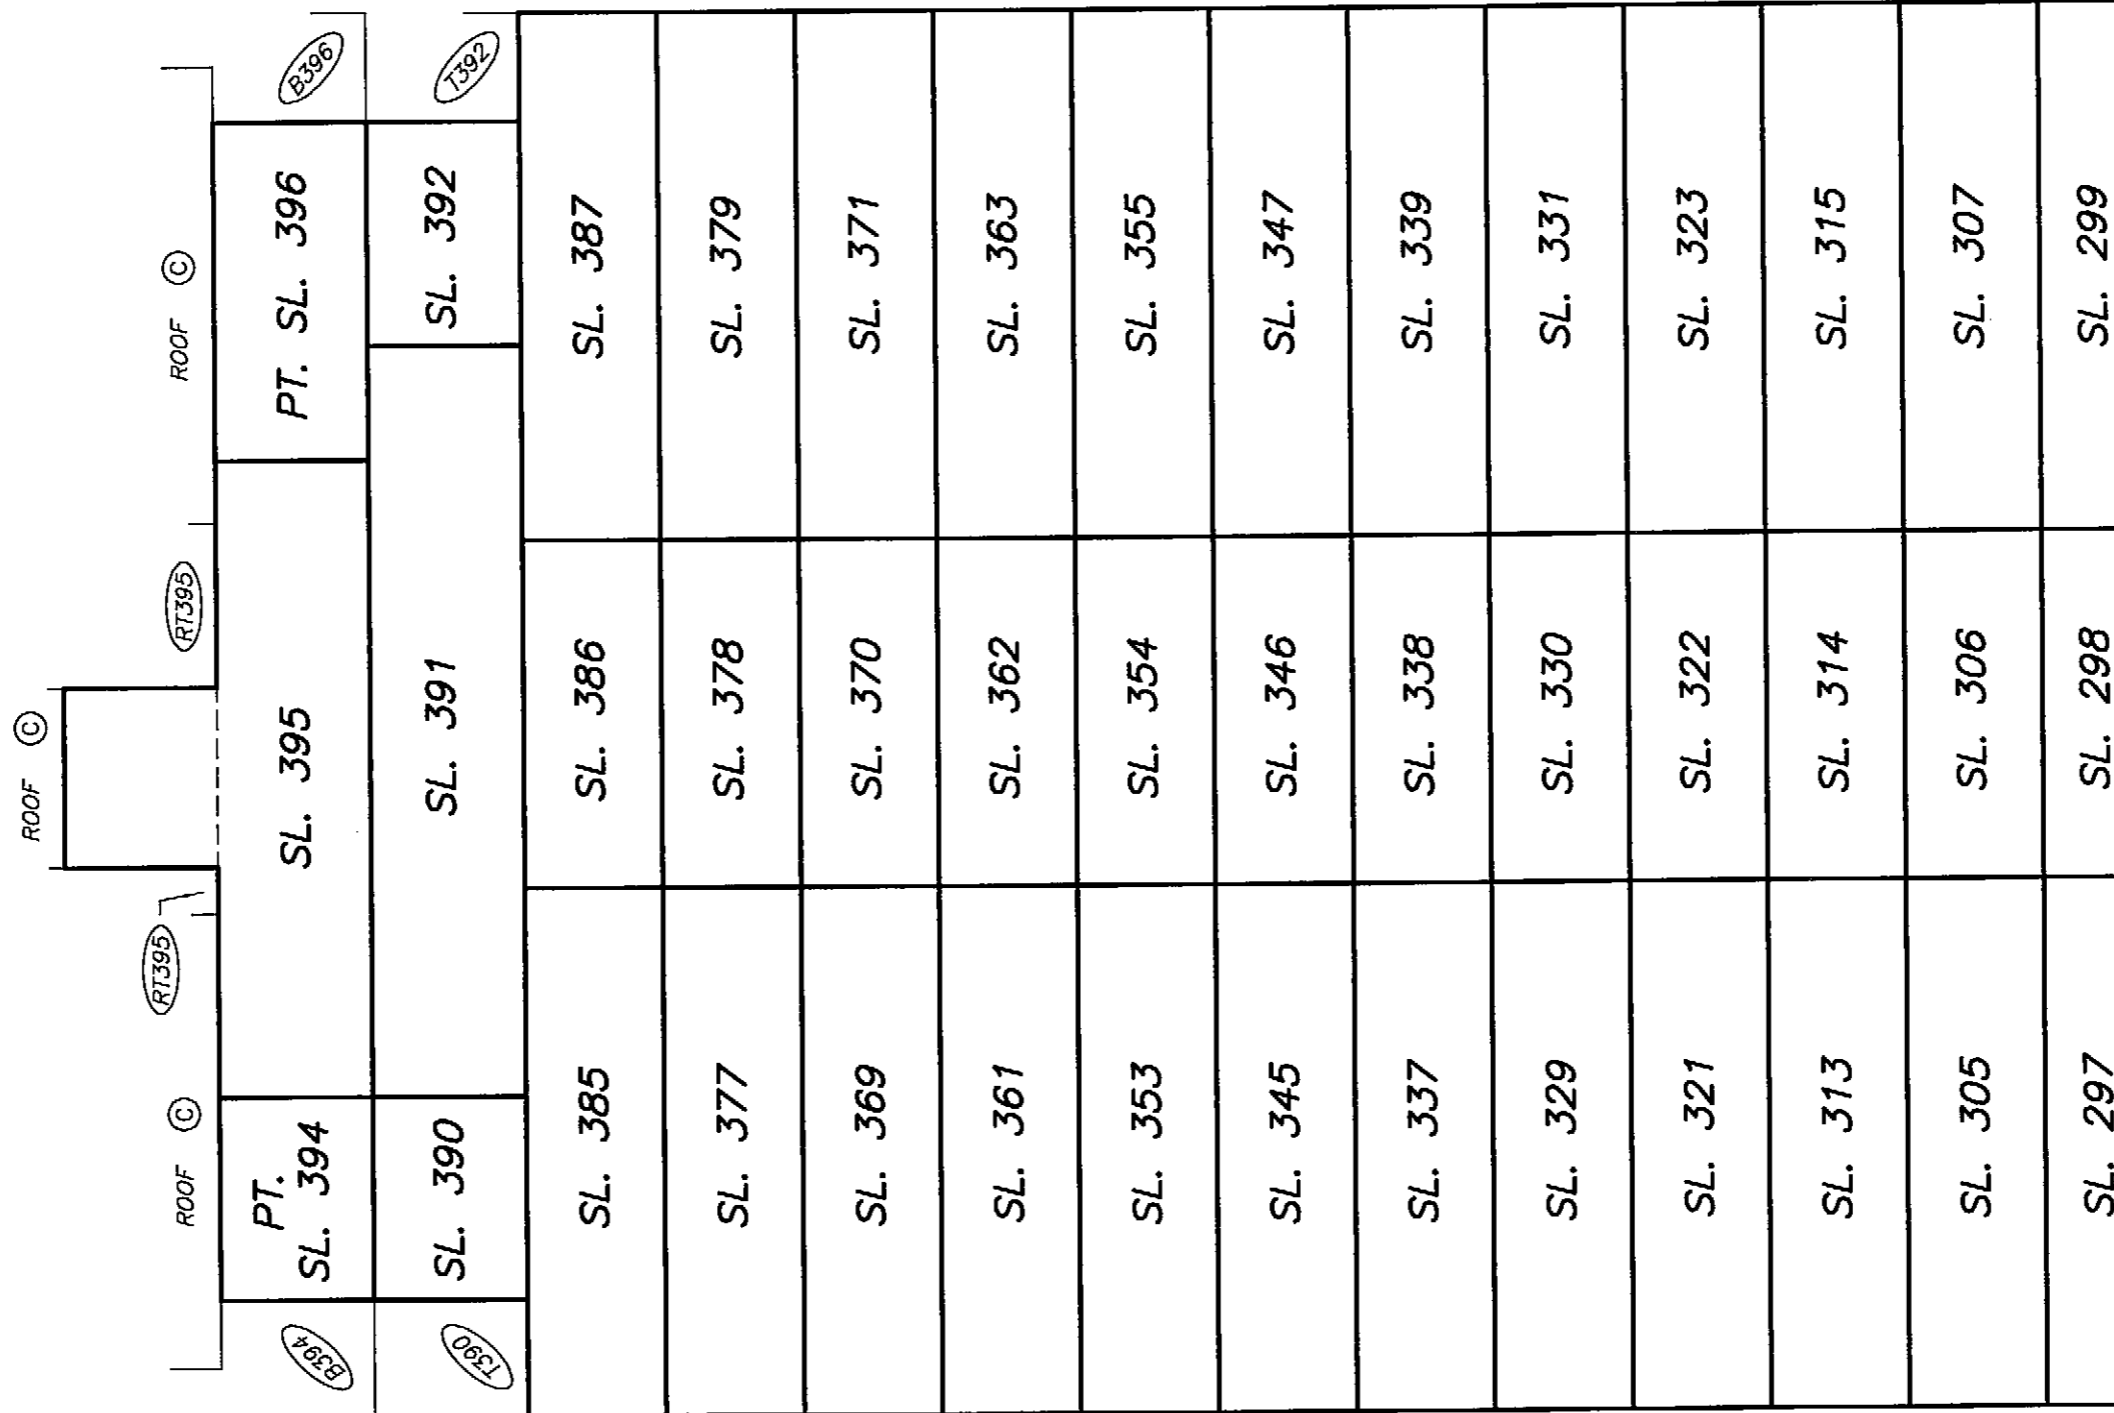 ROOF Ⓒ
RT395
ROOF Ⓒ
RT395
ROOF Ⓒ
B394
PT.
SL. 394
SL. 395
PT. SL. 396
B396
T390
SL. 390
SL. 391
SL. 392
T392
SL. 385
SL. 386
SL. 387
SL. 377
SL. 378
SL. 379
SL. 369
SL. 370
SL. 371
SL. 361
SL. 362
SL. 363
SL. 353
SL. 354
SL. 355
SL. 345
SL. 346
SL. 347
SL. 337
SL. 338
SL. 339
SL. 329
SL. 330
SL. 331
SL. 321
SL. 322
SL. 323
SL. 313
SL. 314
SL. 315
SL. 305
SL. 306
SL. 307
SL. 297
SL. 298
SL. 299